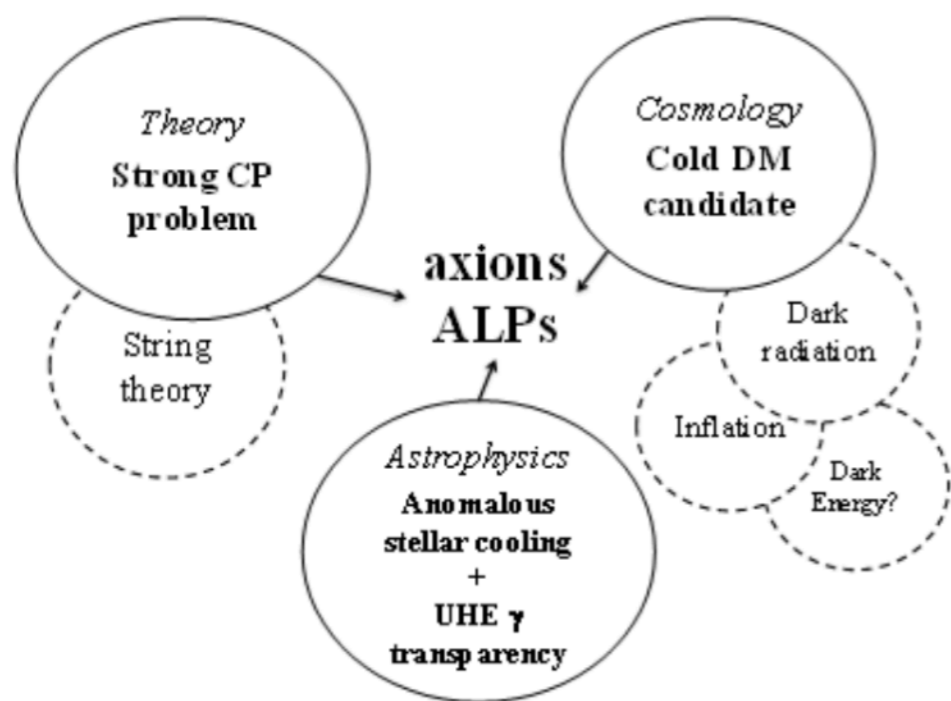 Theory
Strong CP
problem
String
theory
axions
ALPs
Cosmology
Cold DM
candidate
Dark
radiation
Inflation
Dark
Energy?
Astrophysics
Anomalous
stellar cooling
+
UHE γ
transparency